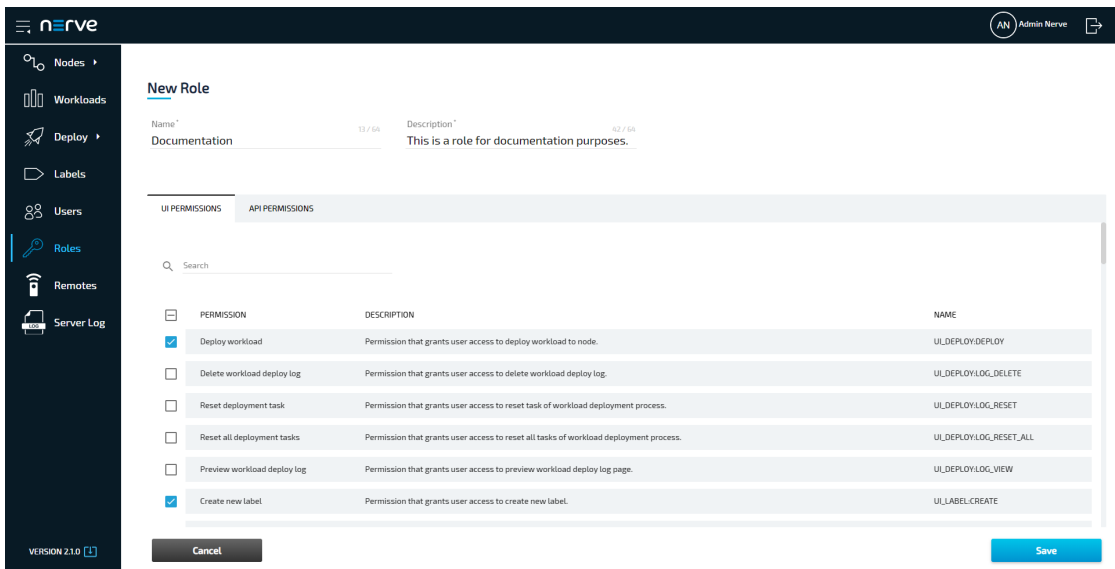 nerve
AN Admin Nerve
Nodes
Workloads
Deploy
Labels
Users
Roles
Remotes
LOG Server Log
VERSION 2.1.0
New Role
Name* 13 / 64 Description* 42 / 64
Documentation This is a role for documentation purposes.
UI PERMISSIONS API PERMISSIONS
Search
PERMISSION DESCRIPTION NAME
Deploy workload Permission that grants user access to deploy workload to node. UI_DEPLOY:DEPLOY
Delete workload deploy log Permission that grants user access to delete workload deploy log. UI_DEPLOY:LOG_DELETE
Reset deployment task Permission that grants user access to reset task of workload deployment process. UI_DEPLOY:LOG_RESET
Reset all deployment tasks Permission that grants user access to reset all tasks of workload deployment process. UI_DEPLOY:LOG_RESET_ALL
Preview workload deploy log Permission that grants user access to preview workload deploy log page. UI_DEPLOY:LOG_VIEW
Create new label Permission that grants user access to create new label. UI_LABEL:CREATE
Cancel Save